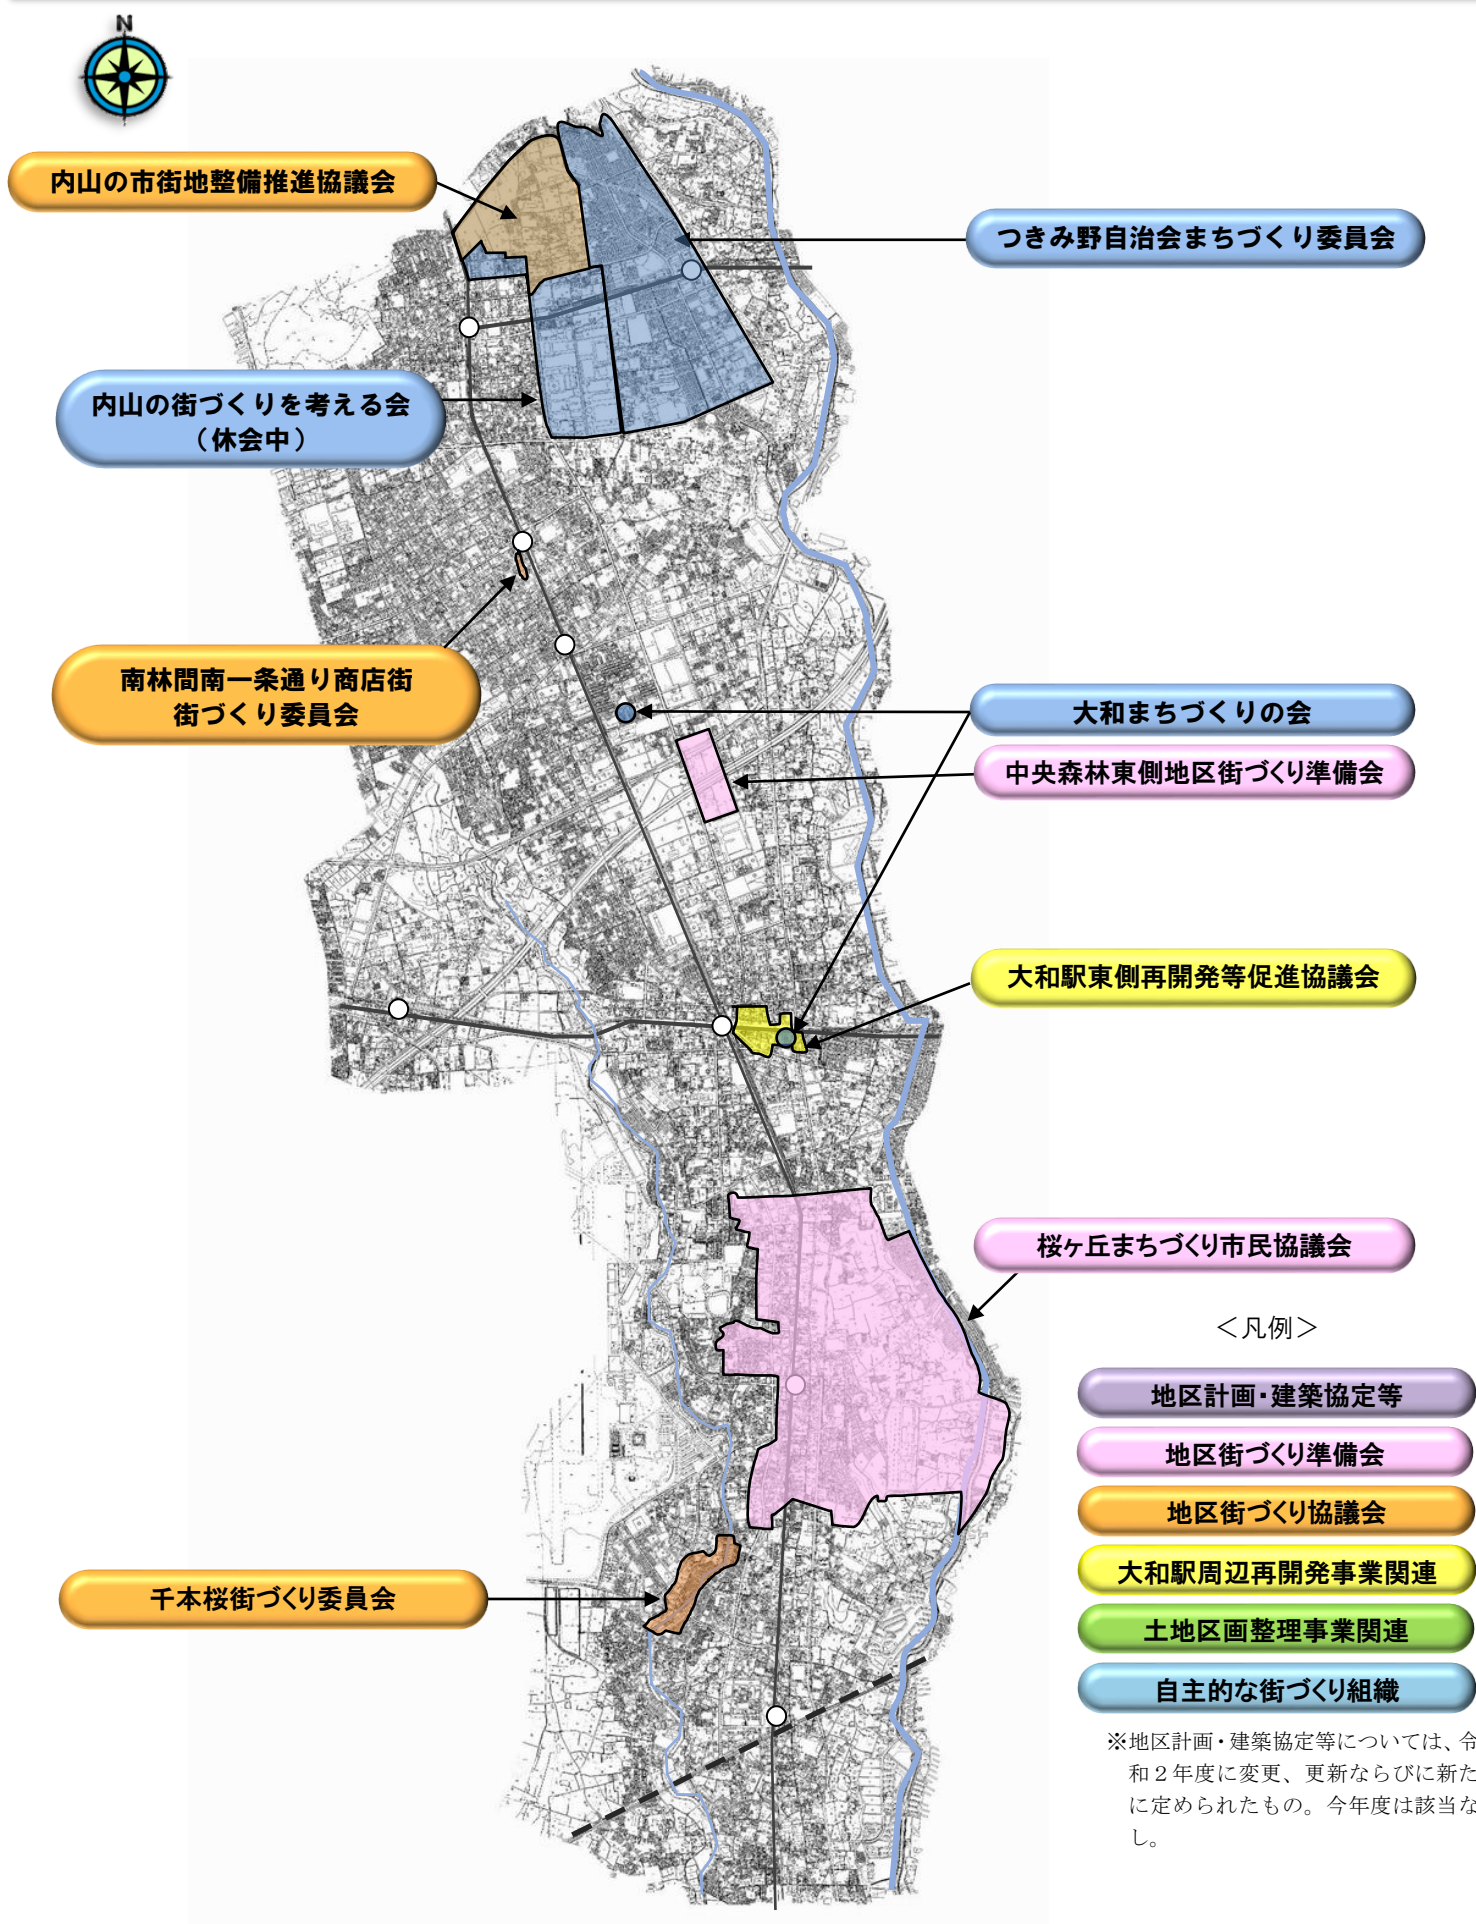 N
内山の市街地整備推進協議会
つきみ野自治会まちづくり委員会
内山の街づくりを考える会
（休会中）
南林間南一条通り商店街
街づくり委員会
大和まちづくりの会
中央森林東側地区街づくり準備会
大和駅東側再開発等促進協議会
桜ヶ丘まちづくり市民協議会
千本桜街づくり委員会
＜凡例＞
地区計画・建築協定等
地区街づくり準備会
地区街づくり協議会
大和駅周辺再開発事業関連
土地区画整理事業関連
自主的な街づくり組織
※地区計画・建築協定等については、令
和２年度に変更、更新ならびに新た
に定められたもの。今年度は該当な
し。